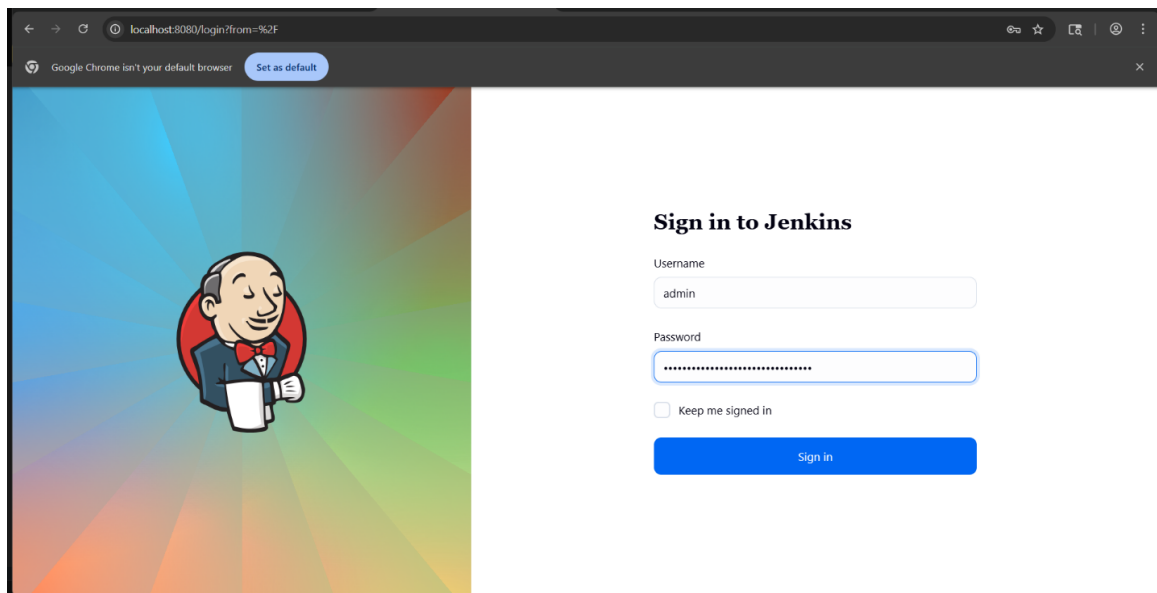 localhost:8080/login?from=%2F
Google Chrome isn't your default browser Set as default
Sign in to Jenkins
Username
admin
Password
••••••••••••••••••••••••••••••••
Keep me signed in
Sign in